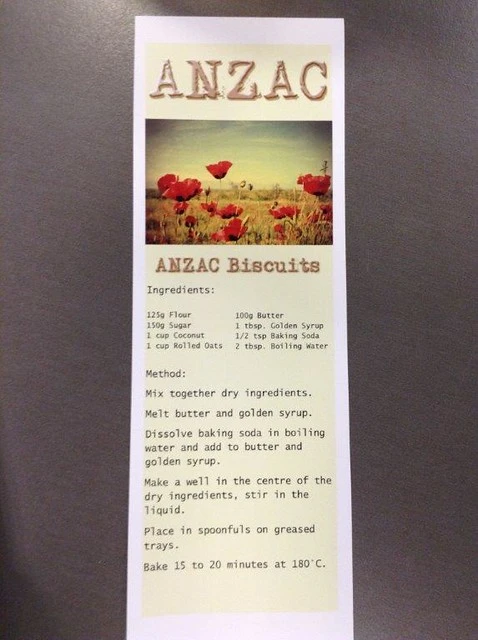 ANZAC
ANZAC Biscuits
Ingredients:
125g Flour
150g Sugar
1 cup Coconut
1 cup Rolled Oats
100g Butter
1 tbsp. Golden Syrup
1/2 tsp Baking Soda
2 tbsp. Boiling Water
Method:
Mix together dry ingredients.
Melt butter and golden syrup.
Dissolve baking soda in boiling
water and add to butter and
golden syrup.
Make a well in the centre of the
dry ingredients, stir in the
liquid.
Place in spoonfuls on greased
trays.
Bake 15 to 20 minutes at 180°C.